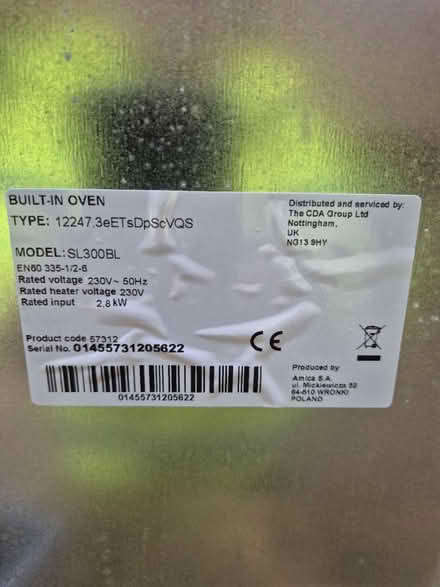 BUILT-IN OVEN
TYPE: 12247.3eETsDpScVQS
MODEL: SL300BL
EN60 335-1/2-6
Rated voltage 230V~ 50Hz
Rated heater voltage 230V
Rated input 2,8 kW
Product code 57312
Serial No. 01455731205622
01455731205622
Distributed and serviced by:
The CDA Group Ltd
Nottingham,
UK
NG13 9HY
CE
Produced by
Amica S.A.
ul. Mickiewicza 52
64-510 WRONKI
POLAND